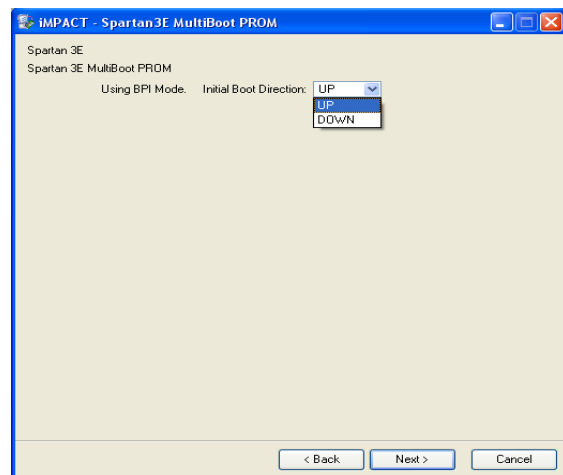 iMPACT - Spartan3E MultiBoot PROM
Spartan 3E
Spartan 3E MultiBoot PROM
Using BPI Mode. Initial Boot Direction: UP
UP
DOWN
< Back Next > Cancel